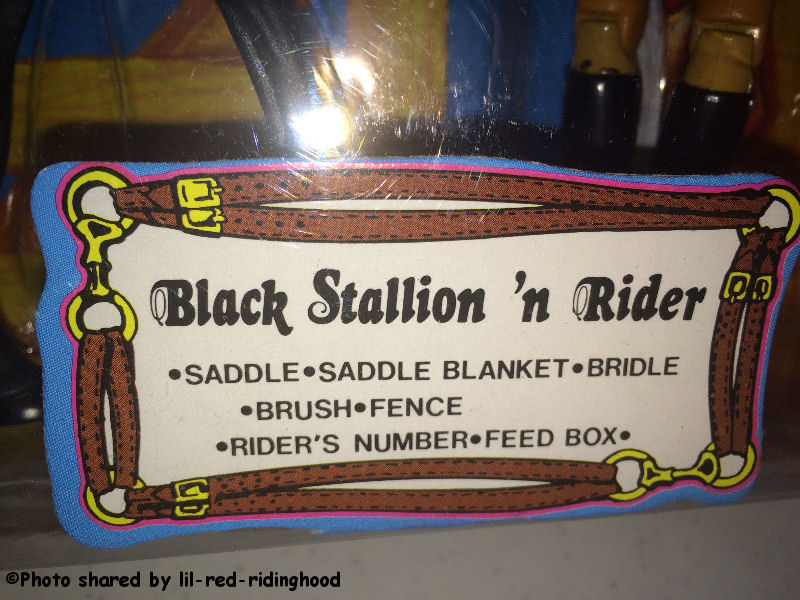 Black Stallion 'n Rider
•SADDLE•SADDLE BLANKET•BRIDLE
•BRUSH•FENCE
•RIDER'S NUMBER•FEED BOX•
©Photo shared by lil-red-ridinghood